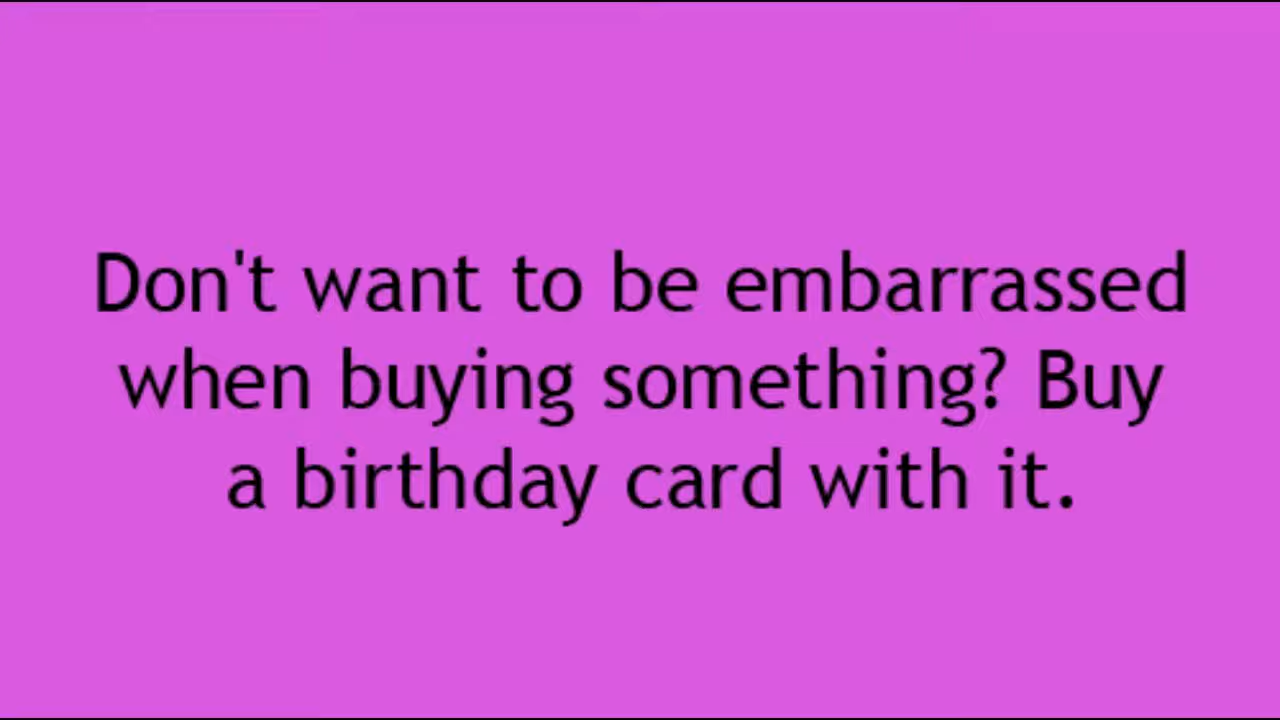 Don't want to be embarrassed
when buying something? Buy
a birthday card with it.